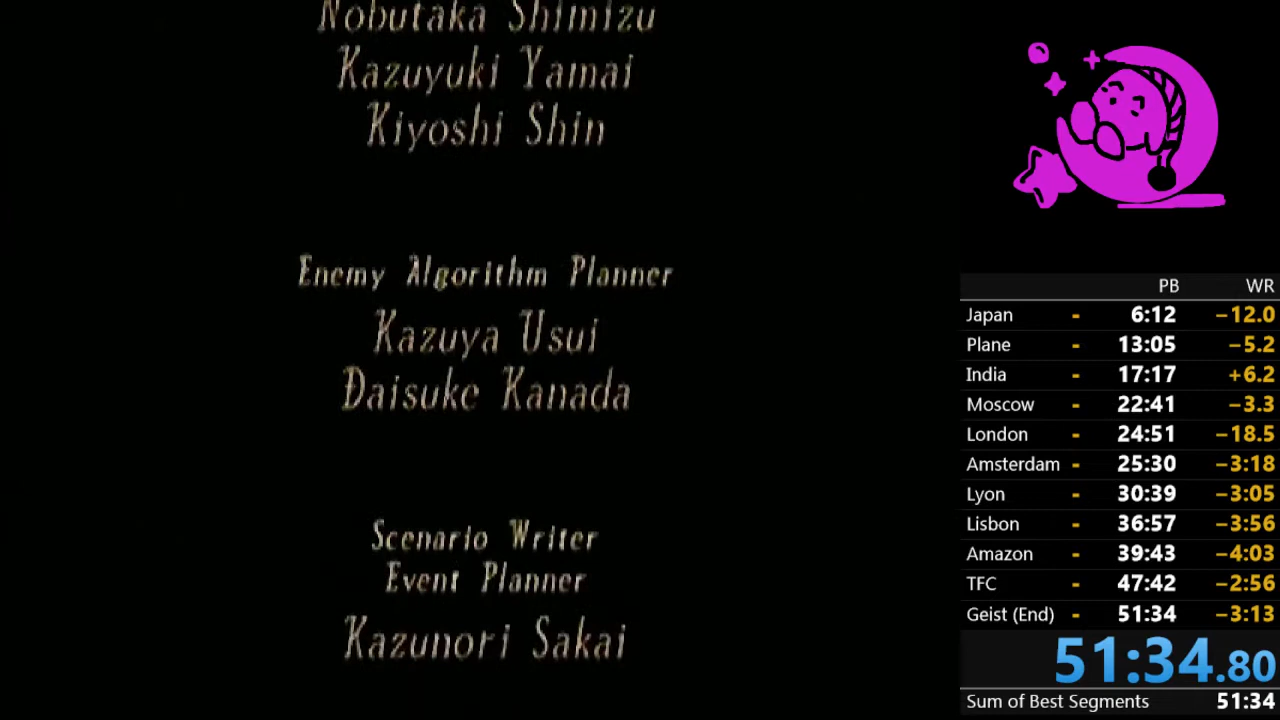 Nobutaka Shimizu
Kazuyuki Yamai
Kiyoshi Shin
Enemy Algorithm Planner
Kazuya Usui
Daisuke Kanada
Scenario Writer
Event Planner
Kazunori Sakai
PB WR
Japan - 6:12 −12.0
Plane - 13:05 −5.2
India - 17:17 +6.2
Moscow - 22:41 −3.3
London - 24:51 −18.5
Amsterdam - 25:30 −3:18
Lyon - 30:39 −3:05
Lisbon - 36:57 −3:56
Amazon - 39:43 −4:03
TFC - 47:42 −2:56
Geist (End) - 51:34 −3:13
51:34.80
Sum of Best Segments 51:34